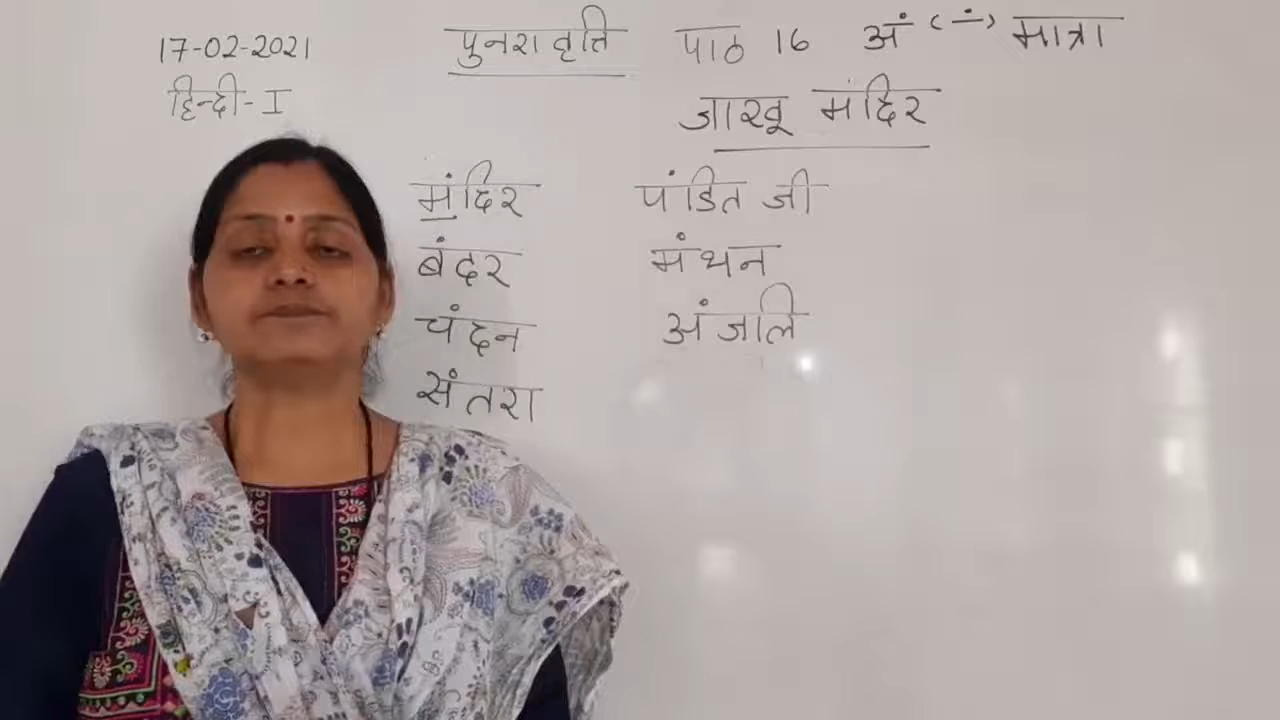 17-02-2021 पुनरावृति पाठ 16 अं (ـं) मात्रा
हिन्दी-I जाखू मंदिर
मंदिर पंडित जी
बंदर मंथन
चंदन अंजलि
संतरा